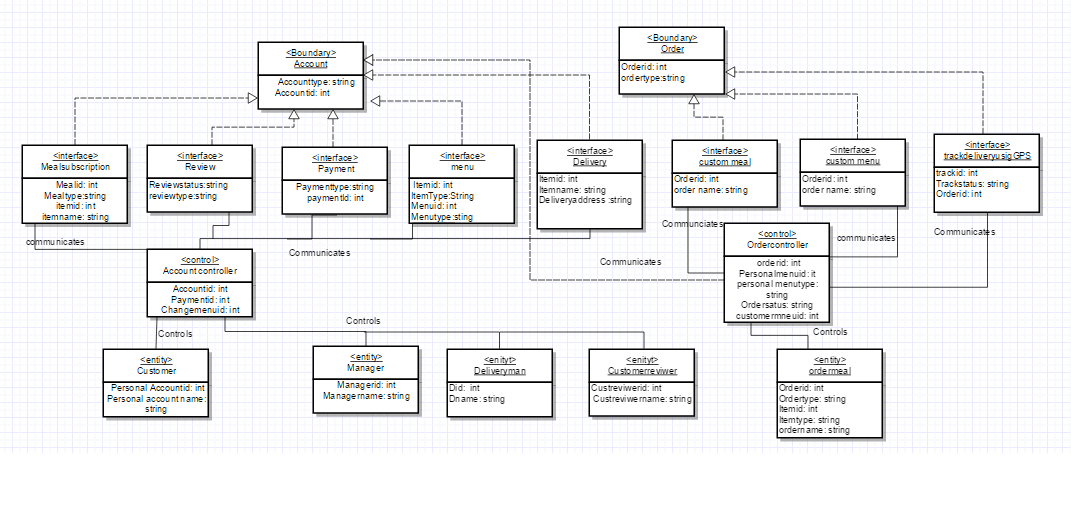 <Boundary>
Account
Accounttype: string
Accountid: int
<Boundary>
Order
Orderid: int
ordertype:string
<interface>
Mealsubscription
Mealid: int
Mealtype:string
itemid: int
itemname: string
<interface>
Review
Reviewstatus:string
reviewtype:string
<interface>
Payment
Paymenttype:string
paymentId: int
<interface>
menu
Itemid: int
ItemType:String
Menuid: int
Menutype:stirig
<interface>
Delivery
Itemid: int
Itemname: string
Deliveryaddress :string
<interface>
custom meal
Orderid: int
order name: string
<interface>
custom menu
Orderid: int
order name: string
<interface>
trackdeliveryusigGPS
trackid: int
Trackstatus: string
Orderid: int
communicates
Communicates
Communicates
Communciates
communicates
Communicates
<control>
Accountcontroller
Accountid: int
Paymentid: int
Changemenuid: int
<control>
Ordercontroller
orderid: int
Personalmenuid: it
personal menutype:
string
Ordersatus: string
customermneuid: int
Controls
Controls
Controls
<entity>
Customer
Personal Accountid: int
Personal accountname:
string
<entity>
Manager
Managerid: int
Managername: string
<enityt>
Deliveryman
Did: int
Dname: string
<enityt>
Customerreviwer
Custreviwerid: int
Custreviwername: string
<entity>
ordermeal
Orderid: int
Ordertype: string
Itemid: int
Itemtype: string
ordername: string